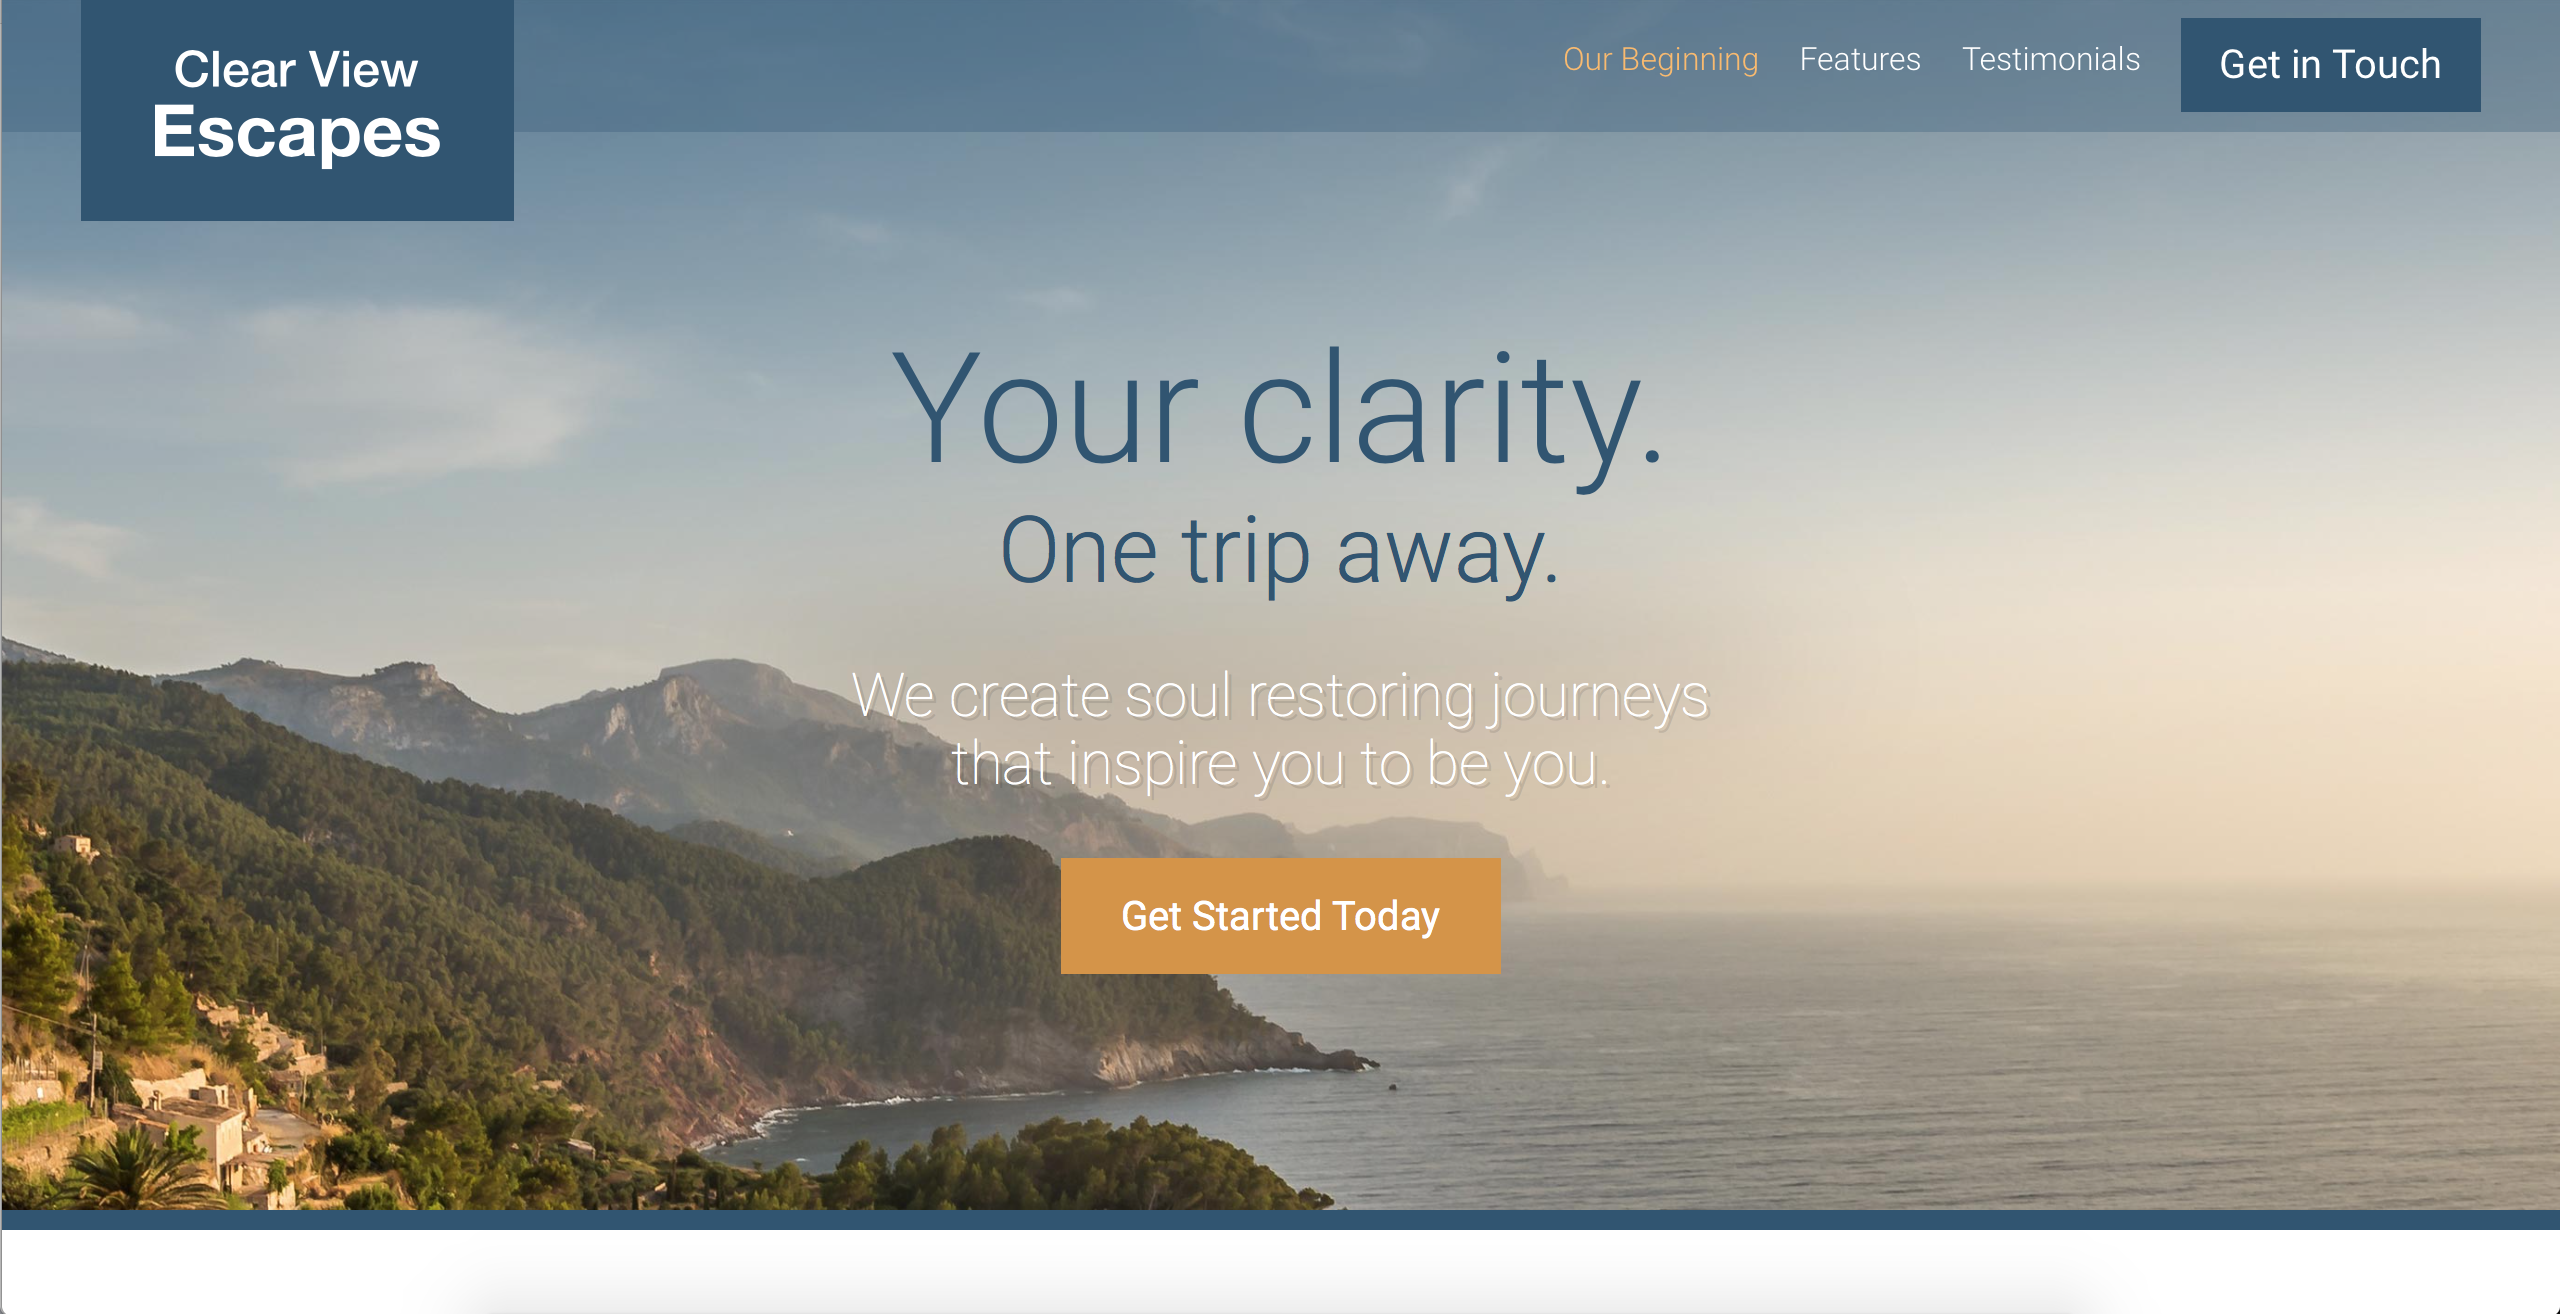 Clear View
Escapes
Our Beginning
Features
Testimonials
Get in Touch
Your clarity.
One trip away.
We create soul restoring journeys
that inspire you to be you.
Get Started Today